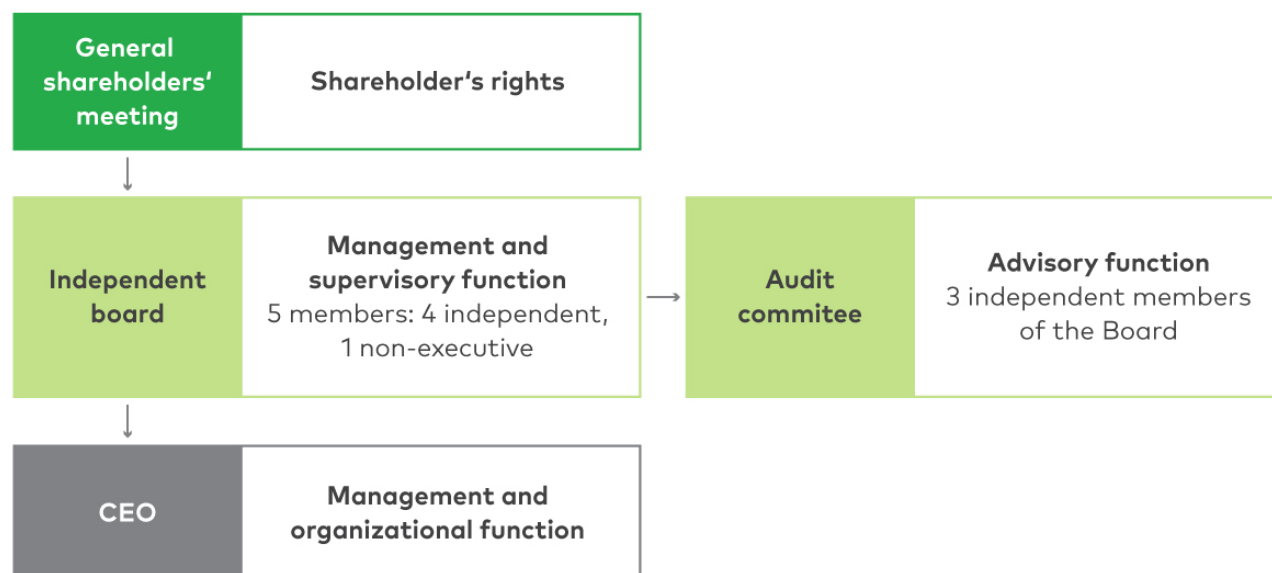 General
shareholders‘
meeting
Shareholder‘s rights
Independent
board
Management and
supervisory function
5 members: 4 independent,
1 non-executive
Audit
commitee
Advisory function
3 independent members
of the Board
CEO
Management and
organizational function